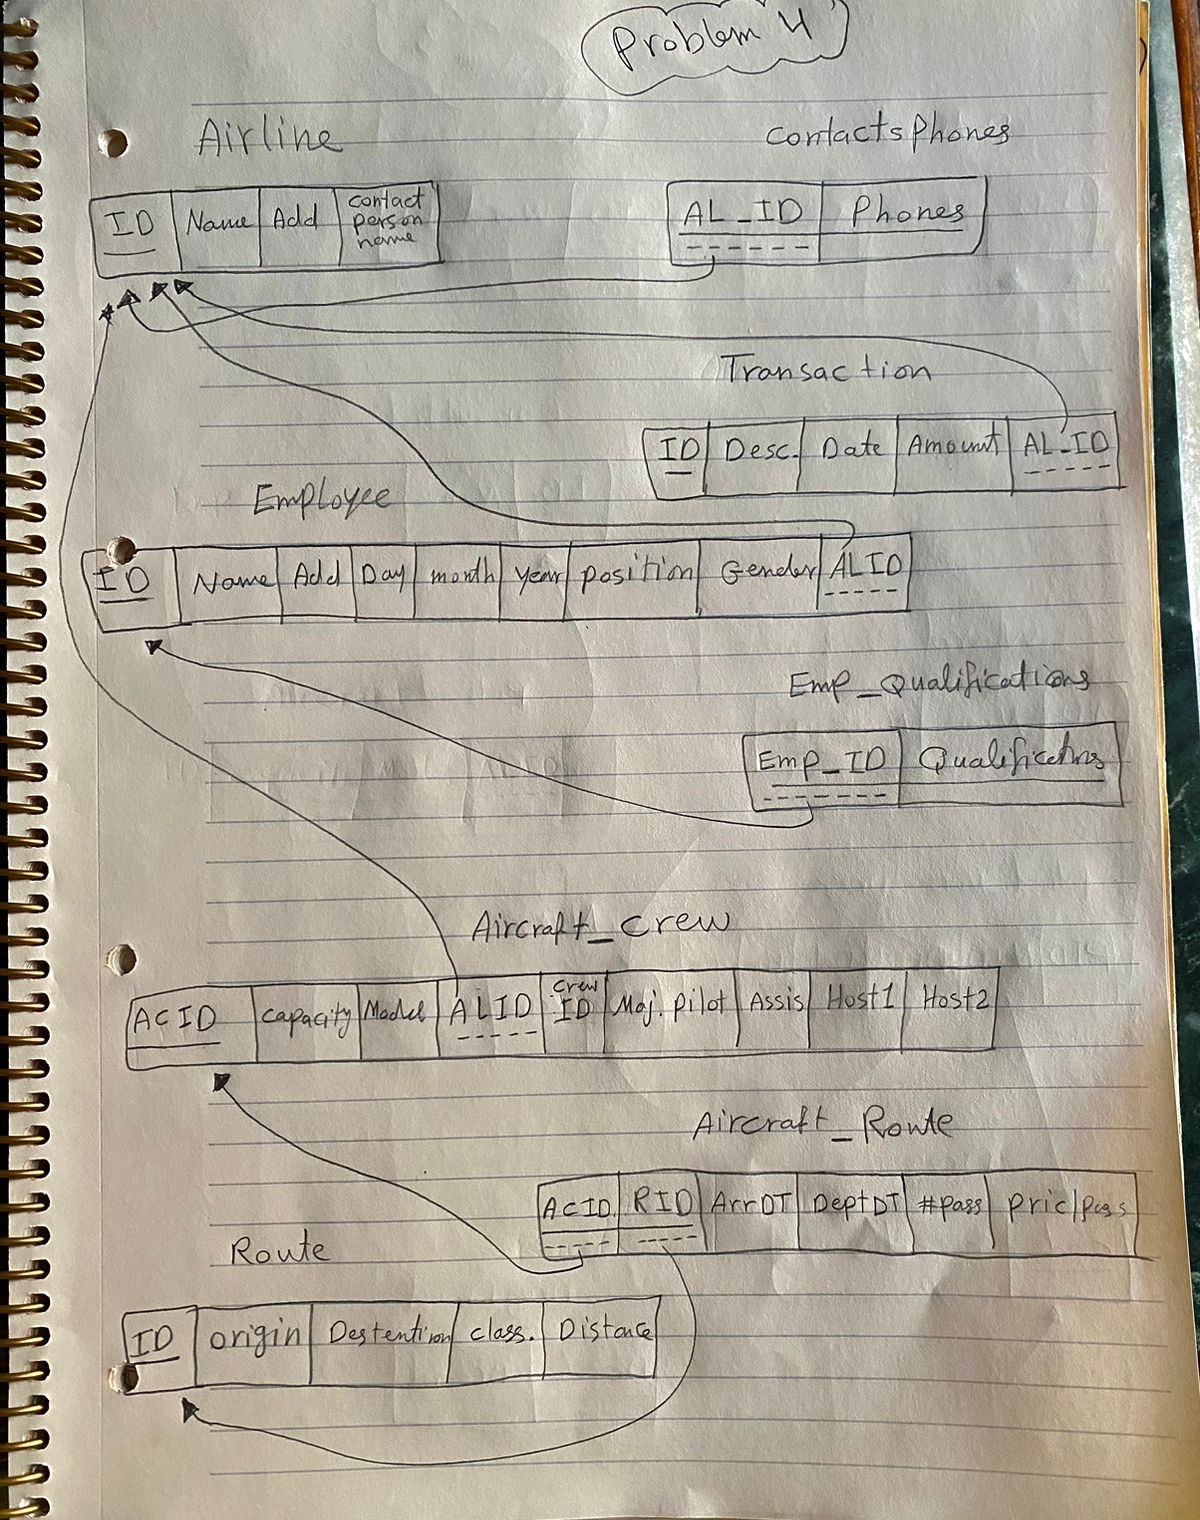 Problem 4
Airline
ID Name Add contact person name
contactsPhones
AL_ID Phones
Transaction
ID Desc. Date Amount AL_ID
Employee
ID Name Add Day month year position Gender ALID
Emp_Qualifications
Emp_ID Qualifications
Aircraft_crew
ACID capacity Model ALID crew ID Maj. pilot Assis Host1 Host2
Aircraft_Route
ACID RID ArrDT DeptDT #pass pric/pass
Route
ID origin Destention class. Distance